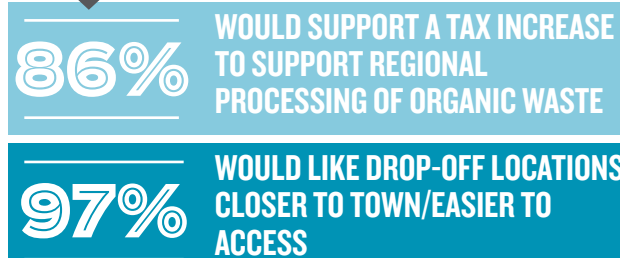 86%
WOULD SUPPORT A TAX INCREASE
TO SUPPORT REGIONAL
PROCESSING OF ORGANIC WASTE
97%
WOULD LIKE DROP-OFF LOCATIONS
CLOSER TO TOWN/EASIER TO
ACCESS